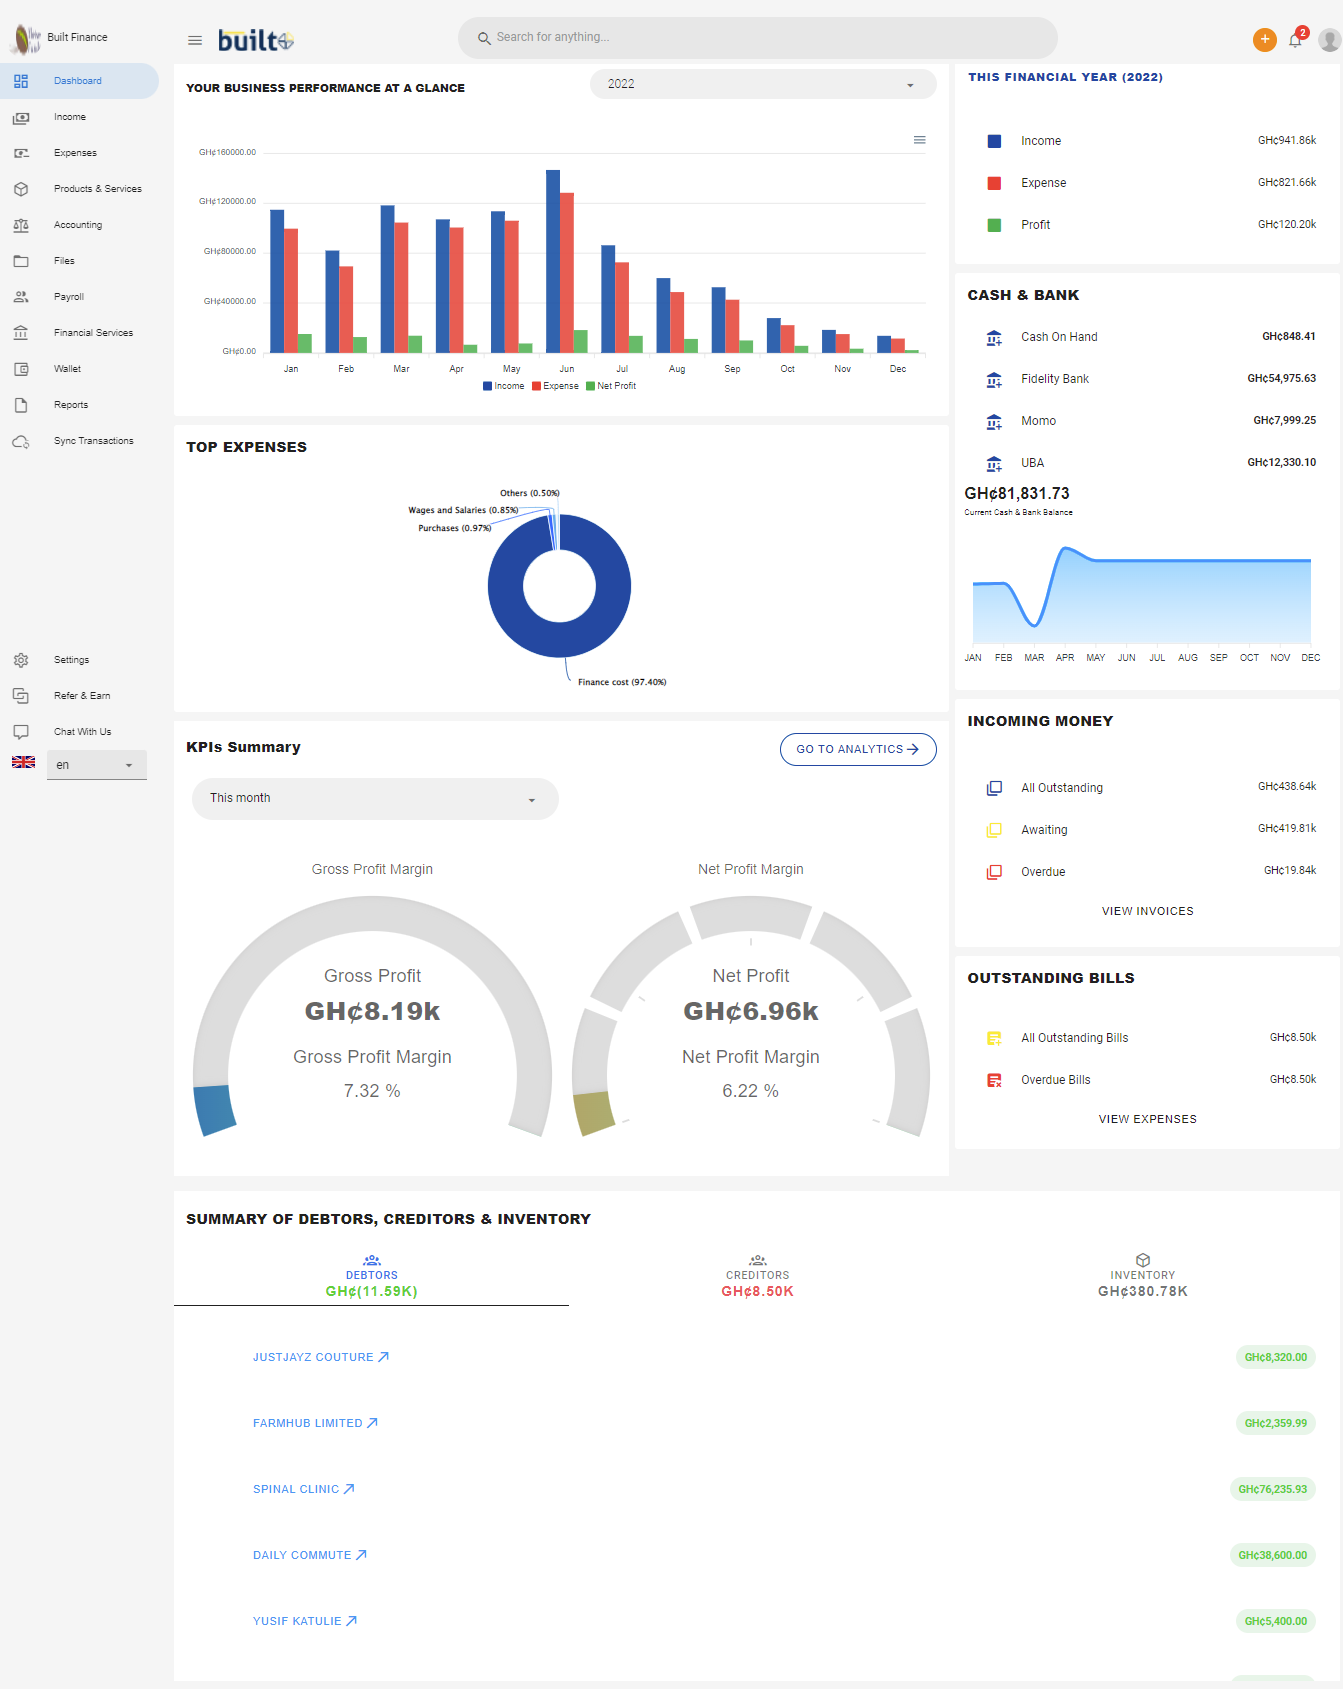 Built Finance
built
Search for anything...
2
Dashboard
Income
Expenses
Products & Services
Accounting
Files
Payroll
Financial Services
Wallet
Reports
Sync Transactions
Settings
Refer & Earn
Chat With Us
en
YOUR BUSINESS PERFORMANCE AT A GLANCE
2022
GH¢160000.00
GH¢120000.00
GH¢80000.00
GH¢40000.00
GH¢0.00
Jan Feb Mar Apr May Jun Jul Aug Sep Oct Nov Dec
Income Expense Net Profit
THIS FINANCIAL YEAR (2022)
Income GH¢941.86k
Expense GH¢821.66k
Profit GH¢120.20k
CASH & BANK
Cash On Hand GH¢848.41
Fidelity Bank GH¢54,975.63
Momo GH¢7,999.25
UBA GH¢12,330.10
GH¢81,831.73
Current Cash & Bank Balance
JAN FEB MAR APR MAY JUN JUL AUG SEP OCT NOV DEC
TOP EXPENSES
Others (0.50%)
Wages and Salaries (0.85%)
Purchases (0.97%)
Finance cost (97.40%)
KPIs Summary
GO TO ANALYTICS
This month
Gross Profit Margin
Gross Profit
GH¢8.19k
Gross Profit Margin
7.32 %
Net Profit Margin
Net Profit
GH¢6.96k
Net Profit Margin
6.22 %
INCOMING MONEY
All Outstanding GH¢438.64k
Awaiting GH¢419.81k
Overdue GH¢19.84k
VIEW INVOICES
OUTSTANDING BILLS
All Outstanding Bills GH¢8.50k
Overdue Bills GH¢8.50k
VIEW EXPENSES
SUMMARY OF DEBTORS, CREDITORS & INVENTORY
DEBTORS
GH¢(11.59K)
CREDITORS
GH¢8.50K
INVENTORY
GH¢380.78K
JUSTJAYZ COUTURE GH¢8,320.00
FARMHUB LIMITED GH¢2,359.99
SPINAL CLINIC GH¢76,235.93
DAILY COMMUTE GH¢38,600.00
YUSIF KATULIE GH¢5,400.00